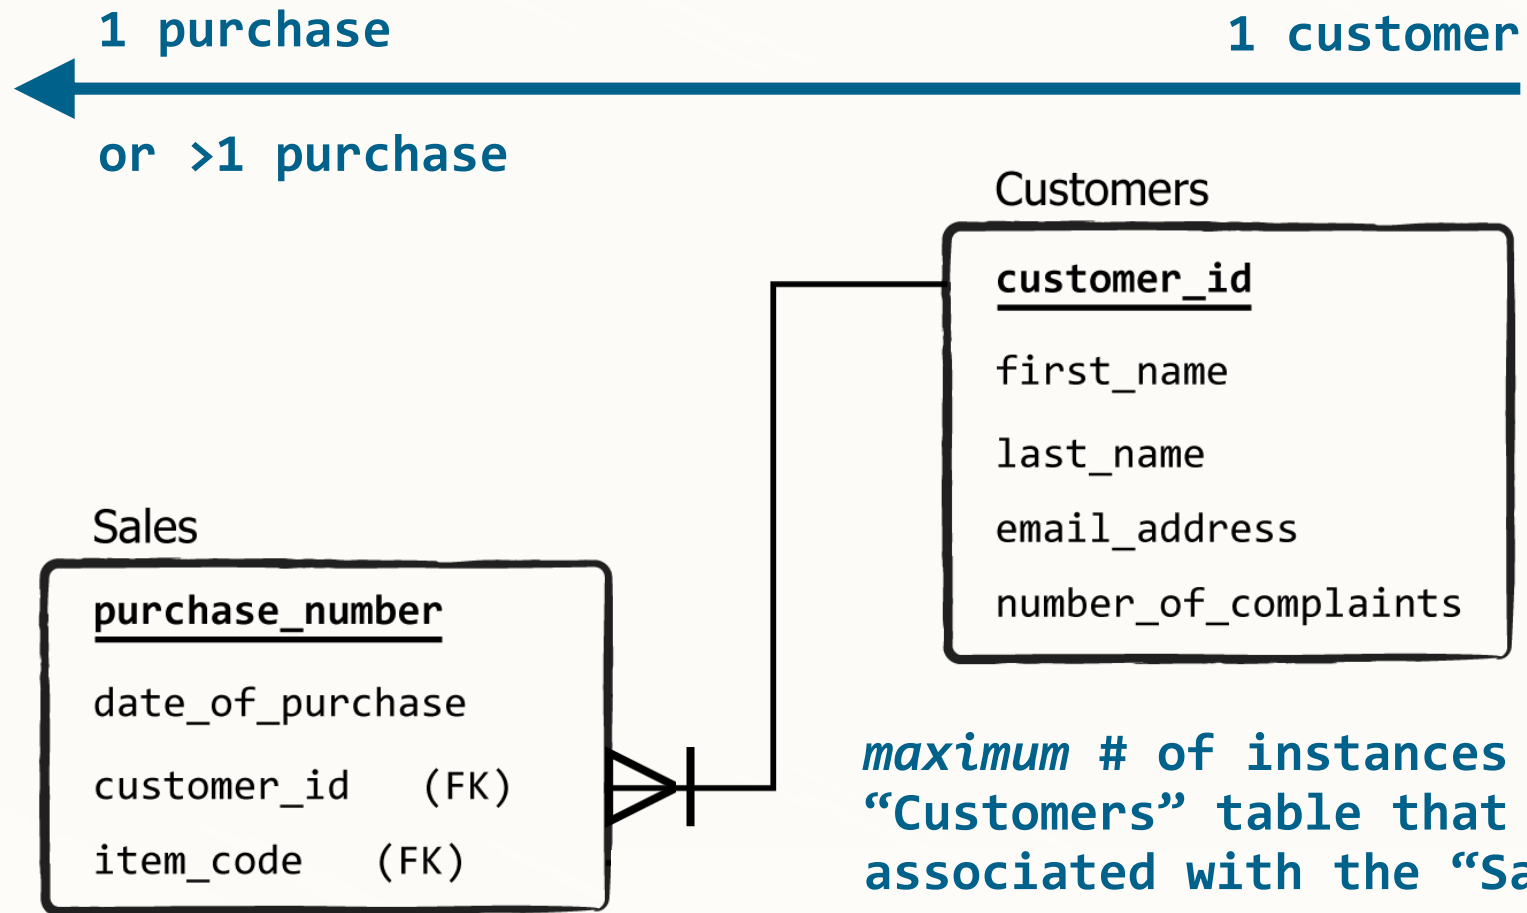 1 purchase
1 customer
or >1 purchase
Customers
customer_id
first_name
last_name
email_address
number_of_complaints
Sales
purchase_number
date_of_purchase
customer_id (FK)
item_code (FK)
maximum # of instances
“Customers” table that
associated with the “Sa